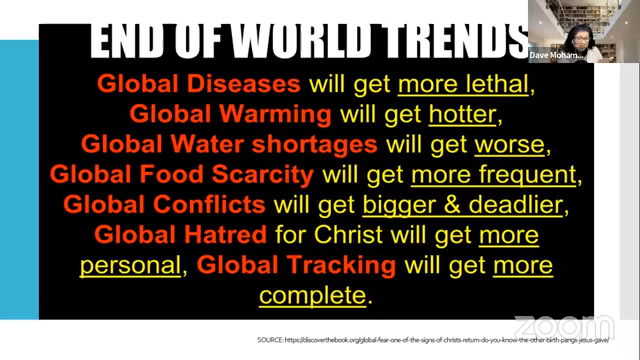 END OF WORLD TRENDS
Dave Moham...
Global Diseases will get more lethal,
Global Warming will get hotter,
Global Water shortages will get worse,
Global Food Scarcity will get more frequent,
Global Conflicts will get bigger & deadlier,
Global Hatred for Christ will get more
personal, Global Tracking will get more
complete.
zoom
SOURCE: https://discoverthebook.org/global-fear-one-of-the-signs-of-christs-return-do-you-know-the-other-birth-pangs-jesus-gave/